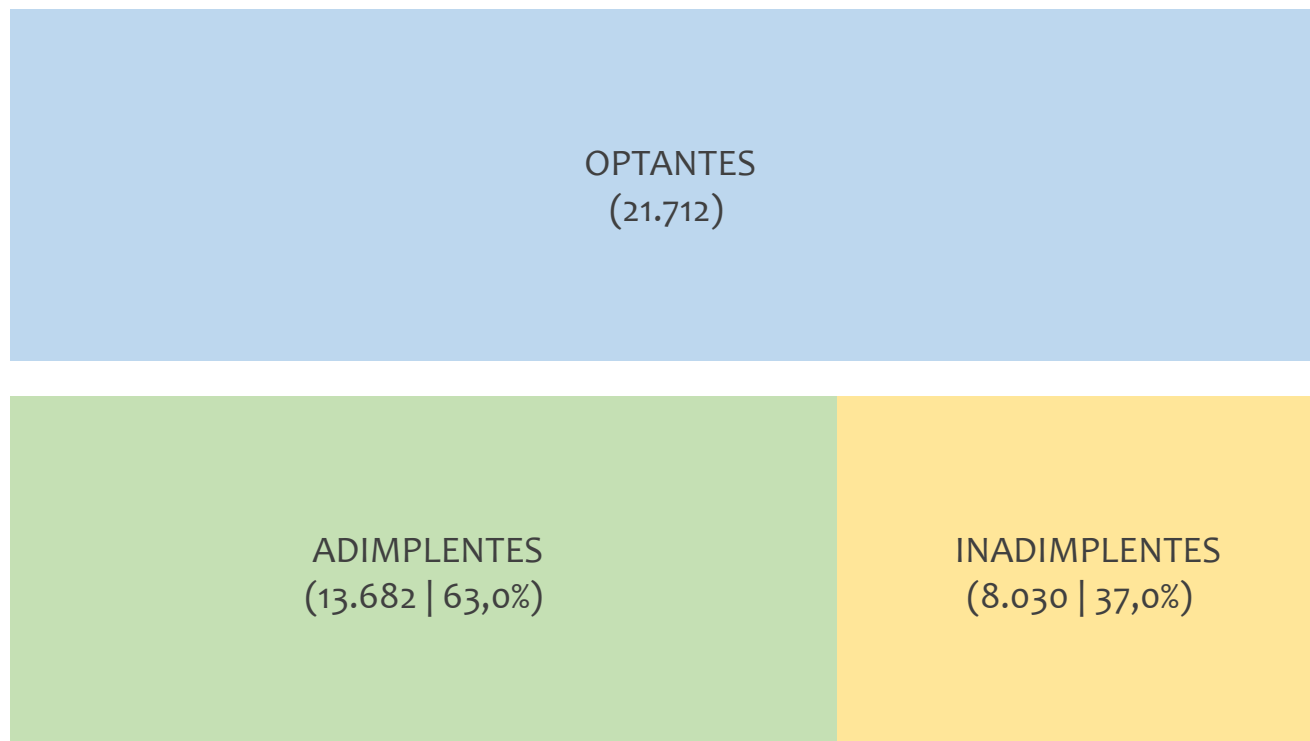 OPTANTES
(21.712)
ADIMPLENTES
(13.682 | 63,0%)
INADIMPLENTES
(8.030 | 37,0%)